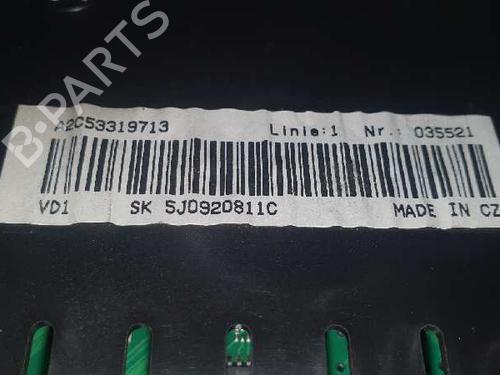 B-PARTS
A2C53319713 Linie:1 Nr.: 035521
VD1 SK 5J0920811C MADE IN CZ